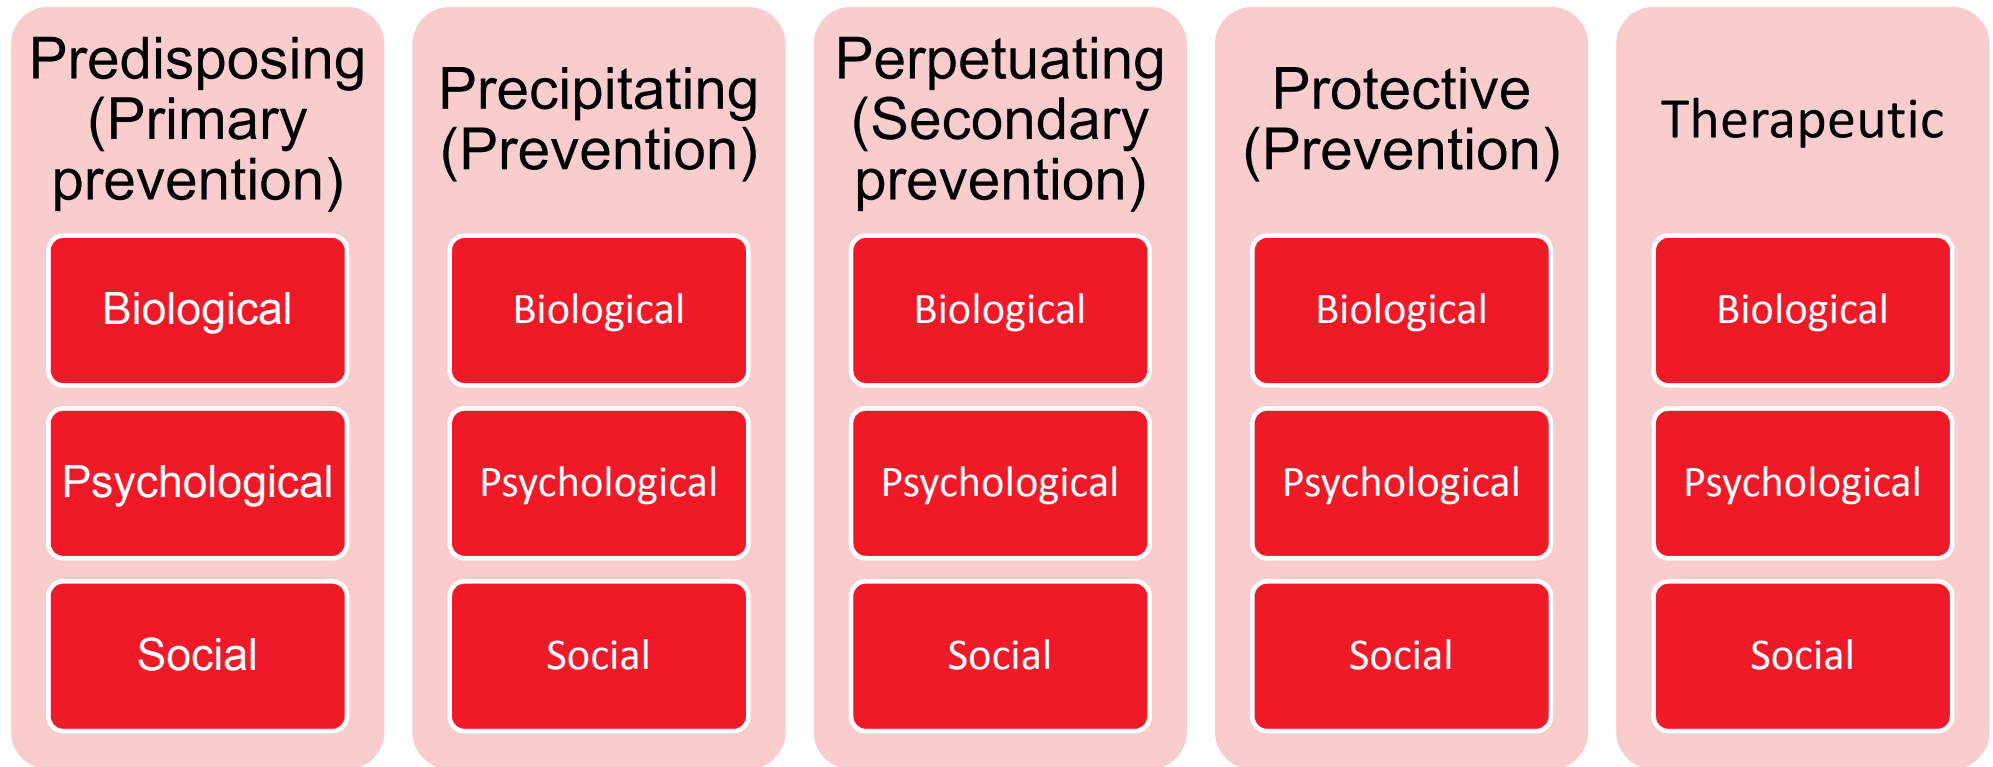 Predisposing
(Primary
prevention)
Biological
Psychological
Social
Precipitating
(Prevention)
Biological
Psychological
Social
Perpetuating
(Secondary
prevention)
Biological
Psychological
Social
Protective
(Prevention)
Biological
Psychological
Social
Therapeutic
Biological
Psychological
Social